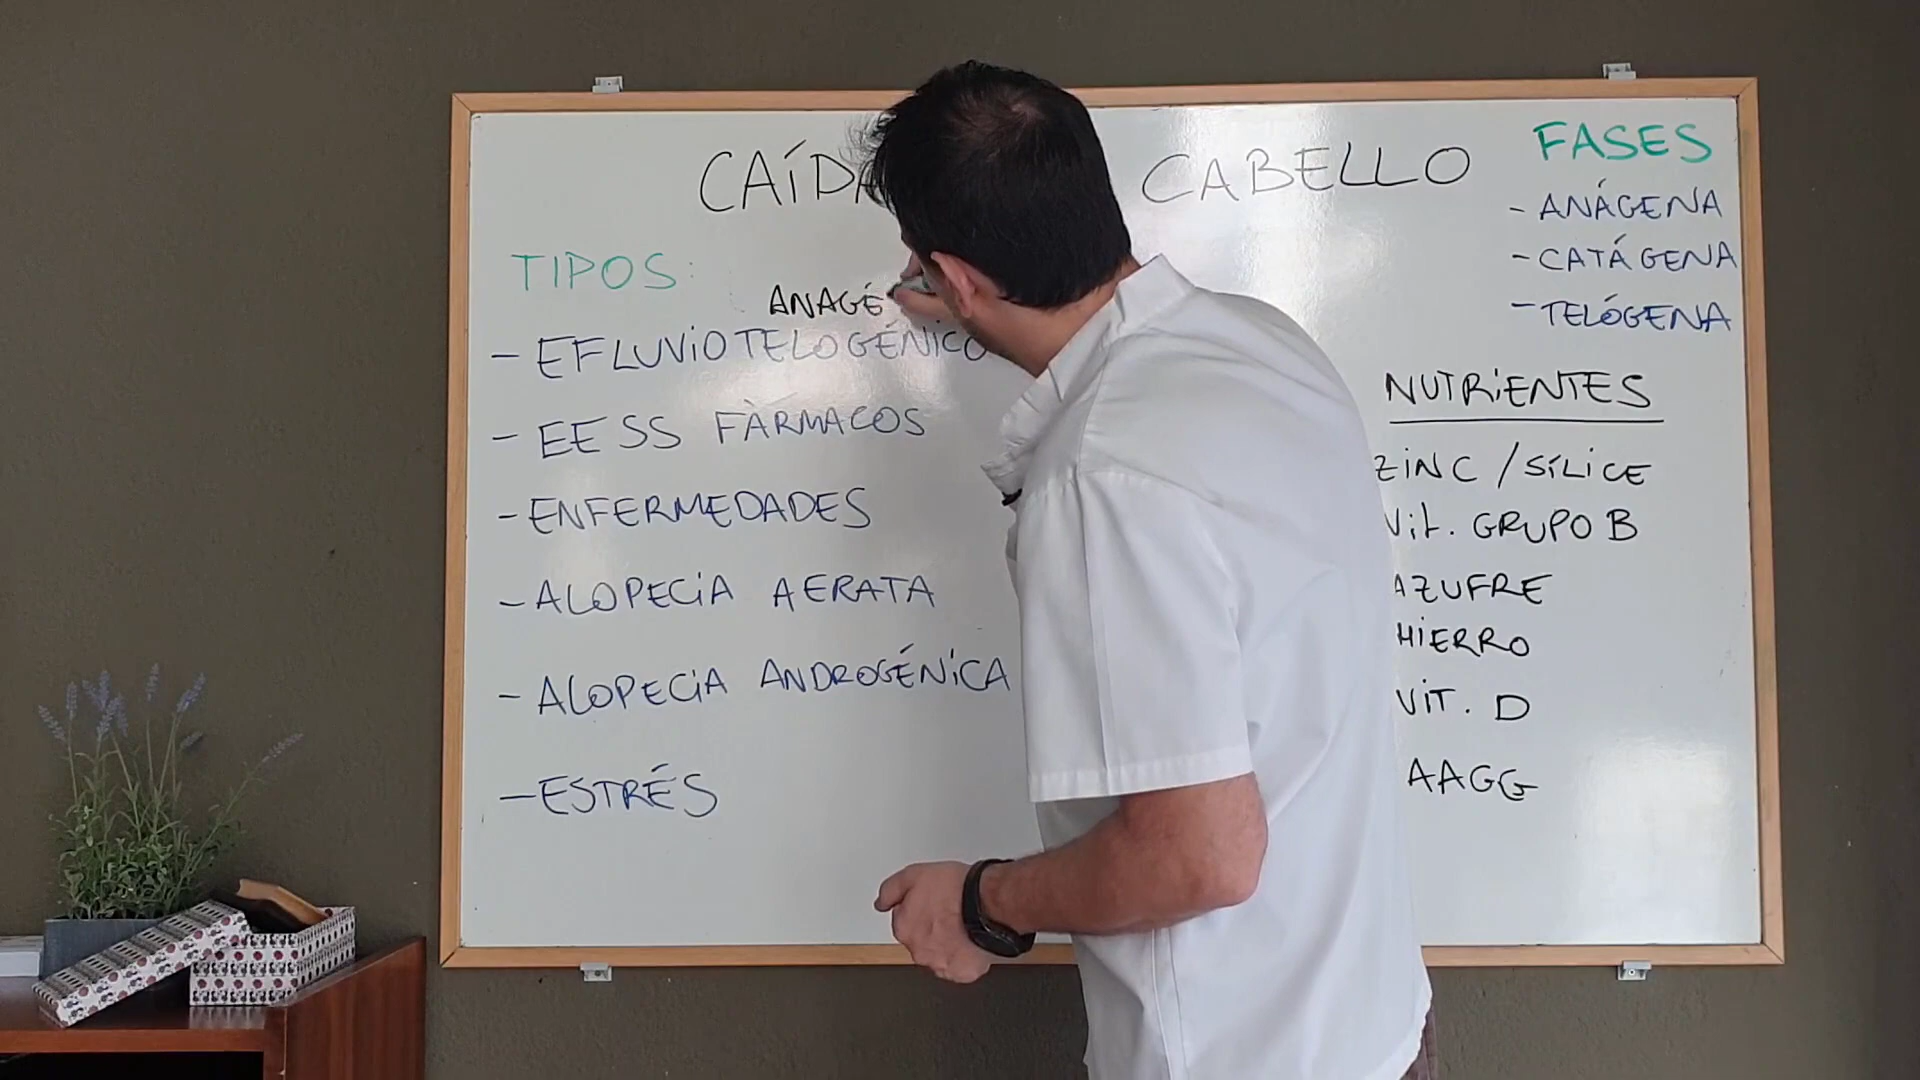 CAÍDA CABELLO
TIPOS:
ANAGÉ
- EFLUVIO TELOGÉNICO
- EESS FÀRMACOS
- ENFERMEDADES
- ALOPECIA AERATA
- ALOPECIA ANDROGÉNICA
- ESTRÉS
FASES
- ANÁGENA
- CATÁGENA
- TELÓGENA
NUTRIENTES
ZINC / SÍLICE
Vit. GRUPO B
AZUFRE
HIERRO
VIT. D
AAGG